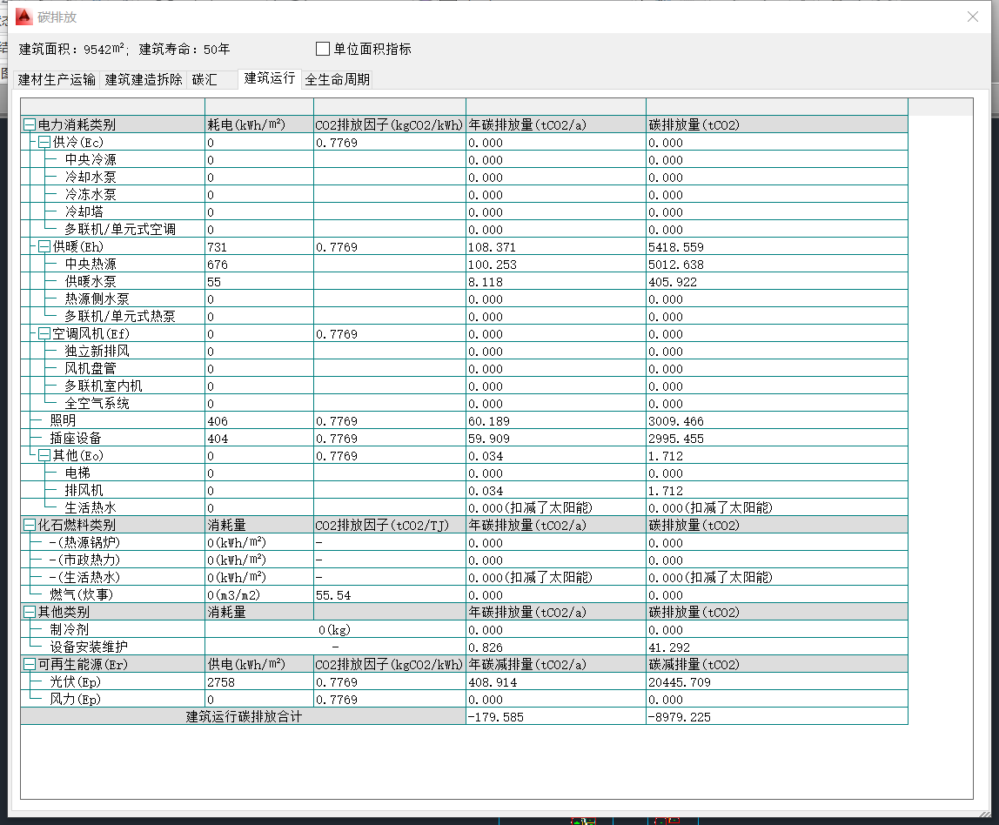 碳排放
建筑面积: 9542㎡; 建筑寿命: 50年 单位面积指标
建材生产运输 建筑建造拆除 碳汇 建筑运行 全生命周期
电力消耗类别 耗电(kWh/㎡) CO2排放因子(kgCO2/kWh) 年碳排放量(tCO2/a) 碳排放量(tCO2)
供冷(Ec) 0 0.7769 0.000 0.000
中央冷源 0 0.000 0.000
冷却水泵 0 0.000 0.000
冷冻水泵 0 0.000 0.000
冷却塔 0 0.000 0.000
多联机/单元式空调 0 0.000 0.000
供暖(Eh) 731 0.7769 108.371 5418.559
中央热源 676 100.253 5012.638
供暖水泵 55 8.118 405.922
热源侧水泵 0 0.000 0.000
多联机/单元式热泵 0 0.000 0.000
空调风机(Ef) 0 0.7769 0.000 0.000
独立新排风 0 0.000 0.000
风机盘管 0 0.000 0.000
多联机室内机 0 0.000 0.000
全空气系统 0 0.000 0.000
照明 406 0.7769 60.189 3009.466
插座设备 404 0.7769 59.909 2995.455
其他(Eo) 0 0.7769 0.034 1.712
电梯 0 0.000 0.000
排风机 0 0.034 1.712
生活热水 0 0.000(扣减了太阳能) 0.000(扣减了太阳能)
化石燃料类别 消耗量 CO2排放因子(tCO2/TJ) 年碳排放量(tCO2/a) 碳排放量(tCO2)
-(热源锅炉) 0(kWh/㎡) - 0.000 0.000
-(市政热力) 0(kWh/㎡) - 0.000 0.000
-(生活热水) 0(kWh/㎡) - 0.000(扣减了太阳能) 0.000(扣减了太阳能)
燃气(炊事) 0(m3/m2) 55.54 0.000 0.000
其他类别 消耗量 年碳排放量(tCO2/a) 碳排放量(tCO2)
制冷剂 0(kg) 0.000 0.000
设备安装维护 - 0.826 41.292
可再生能源(Er) 供电(kWh/㎡) CO2排放因子(kgCO2/kWh) 年碳减排量(tCO2/a) 碳减排量(tCO2)
光伏(Ep) 2758 0.7769 408.914 20445.709
风力(Ep) 0 0.7769 0.000 0.000
建筑运行碳排放合计 -179.585 -8979.225